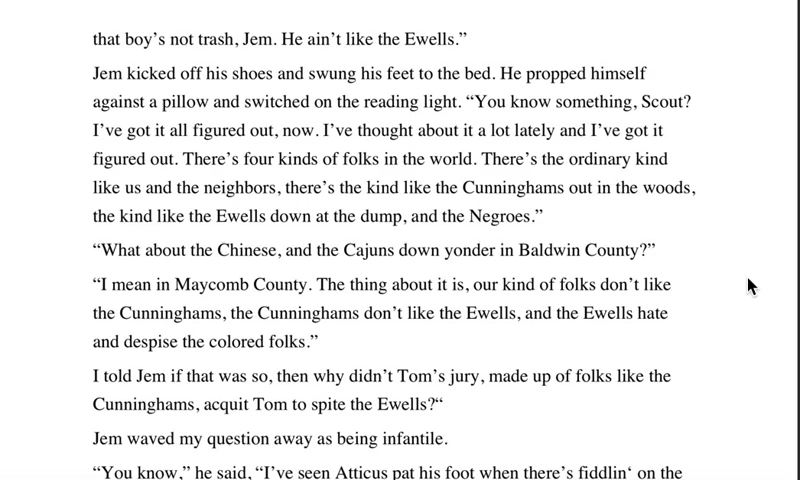 that boy’s not trash, Jem. He ain’t like the Ewells.”
Jem kicked off his shoes and swung his feet to the bed. He propped himself
against a pillow and switched on the reading light. “You know something, Scout?
I’ve got it all figured out, now. I’ve thought about it a lot lately and I’ve got it
figured out. There’s four kinds of folks in the world. There’s the ordinary kind
like us and the neighbors, there’s the kind like the Cunninghams out in the woods,
the kind like the Ewells down at the dump, and the Negroes.”
“What about the Chinese, and the Cajuns down yonder in Baldwin County?”
“I mean in Maycomb County. The thing about it is, our kind of folks don’t like
the Cunninghams, the Cunninghams don’t like the Ewells, and the Ewells hate
and despise the colored folks.”
I told Jem if that was so, then why didn’t Tom’s jury, made up of folks like the
Cunninghams, acquit Tom to spite the Ewells?“
Jem waved my question away as being infantile.
“You know,” he said, “I’ve seen Atticus pat his foot when there’s fiddlin‘ on the